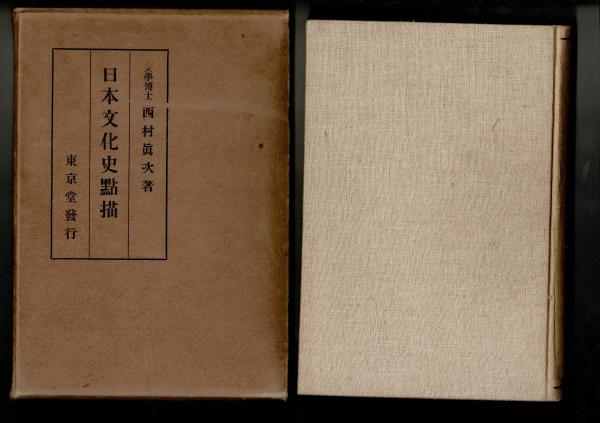 文學博士 西村眞次著
日本文化史點描
東京堂發行